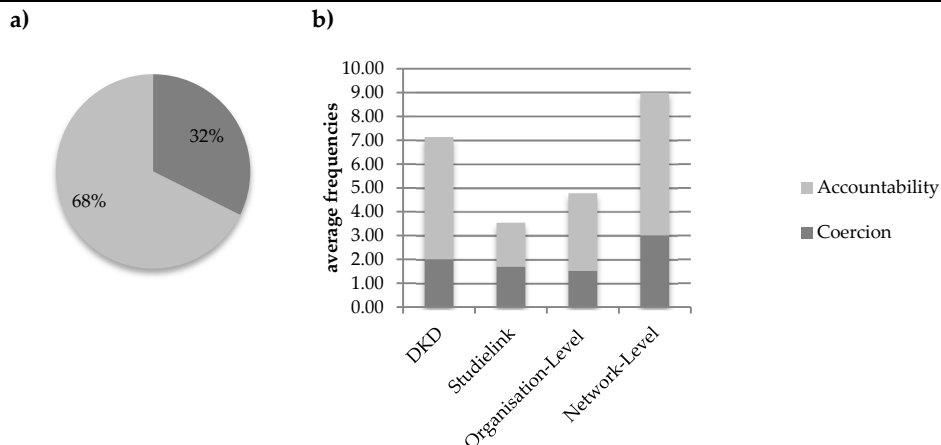 a)
32%
68%
b)
average frequencies
10.00
9.00
8.00
7.00
6.00
5.00
4.00
3.00
2.00
1.00
0.00
DKD
Studielink
Organisation-Level
Network-Level
Accountability
Coercion